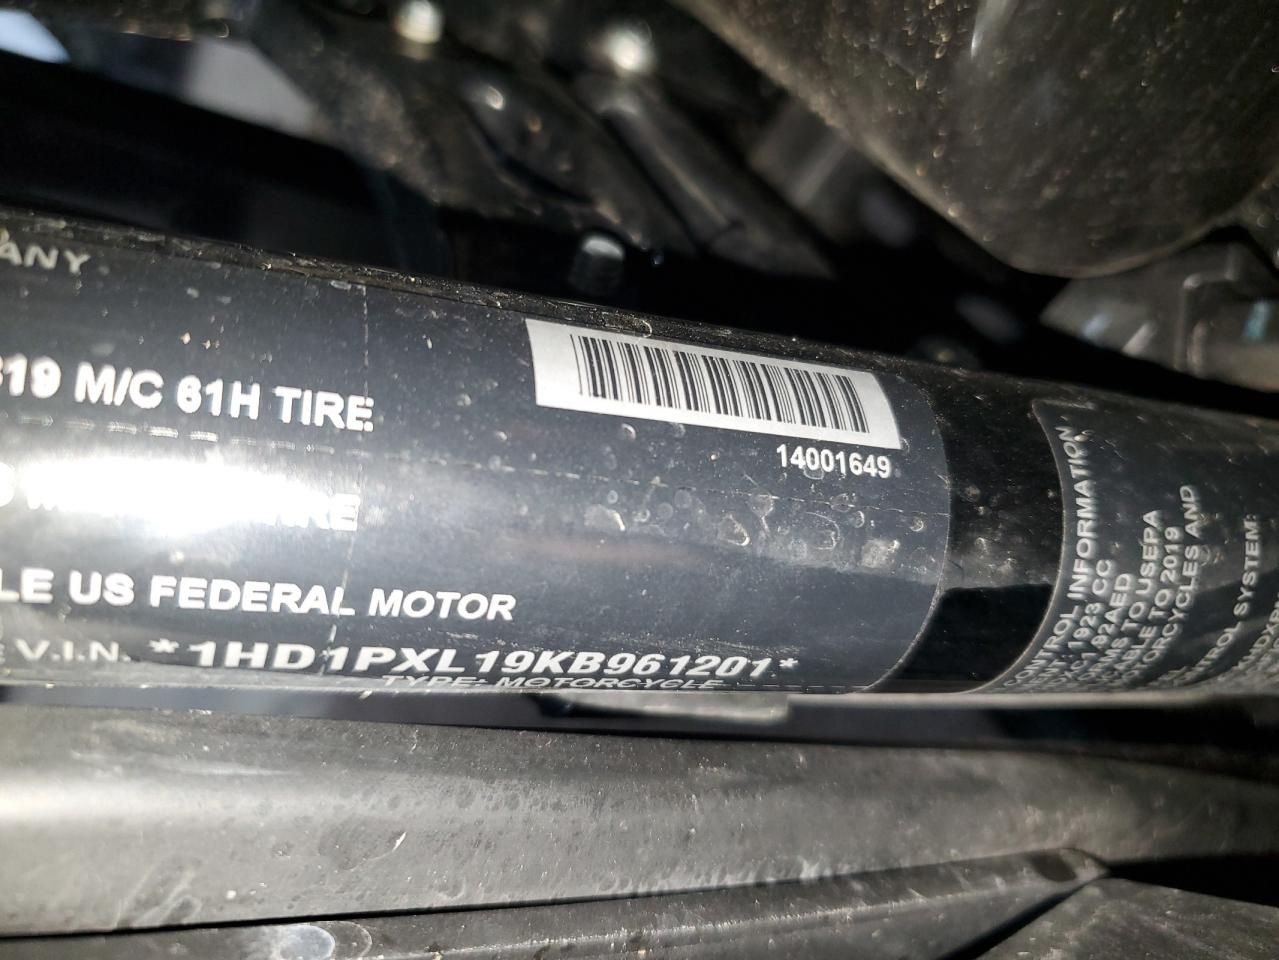 ANY
319 M/C 61H TIRE
LE US FEDERAL MOTOR
V.I.N. *1HD1PXL19KB961201*
TYPE: MOTORCYCLE
14001649
CONTROL INFORMATION
1923 CC
.92AED
TO USEPA
TO 2019
MOTORCYCLES AND
SYSTEM: